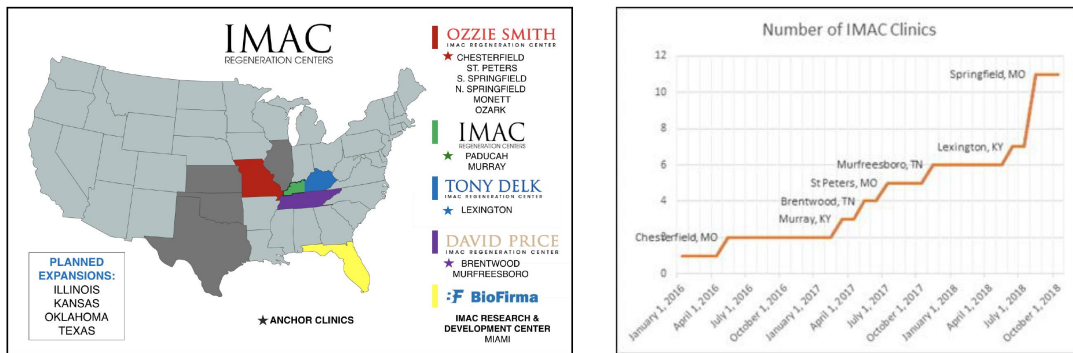 IMAC
REGENERATION CENTERS
OZZIE SMITH
IMAC REGENERATION CENTER
★ CHESTERFIELD
ST. PETERS
S. SPRINGFIELD
N. SPRINGFIELD
MONETT
OZARK
IMAC
REGENERATION CENTERS
★ PADUCAH
MURRAY
TONY DELK
IMAC REGENERATION CENTER
★ LEXINGTON
DAVID PRICE
IMAC REGENERATION CENTER
★ BRENTWOOD
MURFREESBORO
:F BioFirma
IMAC RESEARCH &
DEVELOPMENT CENTER
MIAMI
PLANNED
EXPANSIONS:
ILLINOIS
KANSAS
OKLAHOMA
TEXAS
★ ANCHOR CLINICS
Number of IMAC Clinics
12
10
8
6
4
2
0
Springfield, MO
Lexington, KY
Murfreesboro, TN
St Peters, MO
Brentwood, TN
Murray, KY
Chesterfield, MO
January 1, 2016
April 1, 2016
July 1, 2016
October 1, 2016
January 1, 2017
April 1, 2017
July 1, 2017
October 1, 2017
January 1, 2018
April 1, 2018
July 1, 2018
October 1, 2018